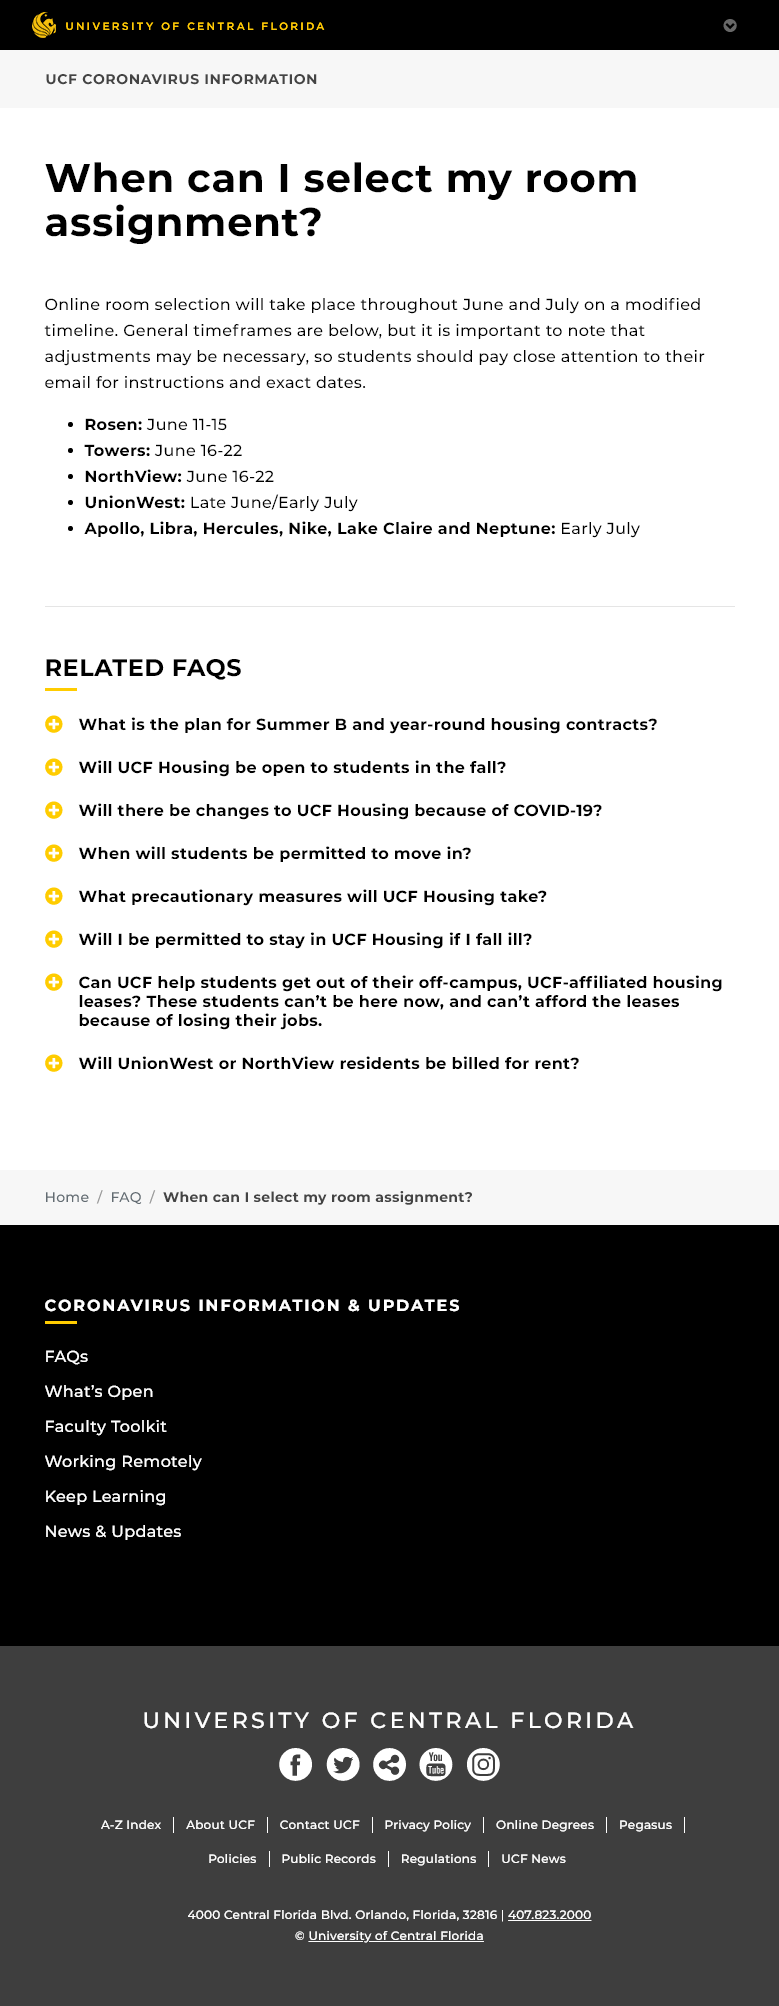 UNIVERSITY OF CENTRAL FLORIDA
UCF CORONAVIRUS INFORMATION
When can I select my room
assignment?
Online room selection will take place throughout June and July on a modified
timeline. General timeframes are below, but it is important to note that
adjustments may be necessary, so students should pay close attention to their
email for instructions and exact dates.
• Rosen: June 11-15
• Towers: June 16-22
• NorthView: June 16-22
• UnionWest: Late June/Early July
• Apollo, Libra, Hercules, Nike, Lake Claire and Neptune: Early July
RELATED FAQS
What is the plan for Summer B and year-round housing contracts?
Will UCF Housing be open to students in the fall?
Will there be changes to UCF Housing because of COVID-19?
When will students be permitted to move in?
What precautionary measures will UCF Housing take?
Will I be permitted to stay in UCF Housing if I fall ill?
Can UCF help students get out of their off-campus, UCF-affiliated housing
leases? These students can’t be here now, and can’t afford the leases
because of losing their jobs.
Will UnionWest or NorthView residents be billed for rent?
Home / FAQ / When can I select my room assignment?
CORONAVIRUS INFORMATION & UPDATES
FAQs
What’s Open
Faculty Toolkit
Working Remotely
Keep Learning
News & Updates
UNIVERSITY OF CENTRAL FLORIDA
You
Tube
A-Z Index | About UCF | Contact UCF | Privacy Policy | Online Degrees | Pegasus |
Policies | Public Records | Regulations | UCF News
4000 Central Florida Blvd. Orlando, Florida, 32816 | 407.823.2000
© University of Central Florida